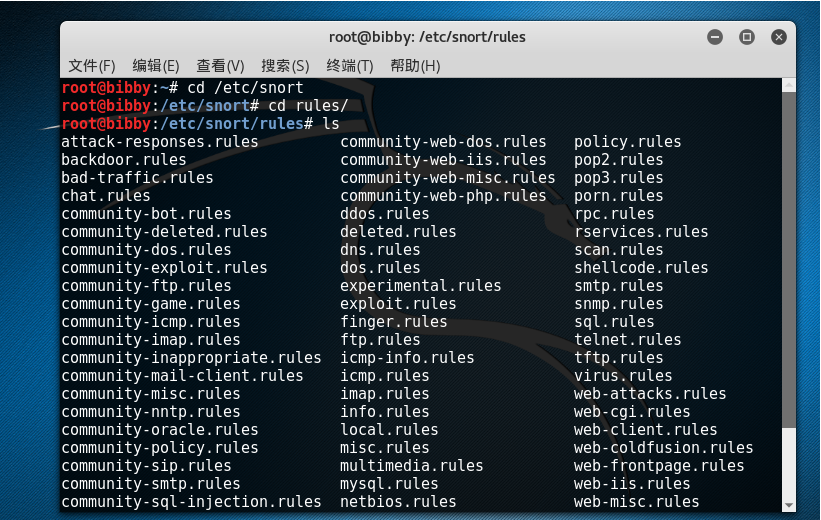 root@bibby: /etc/snort/rules
文件(F) 编辑(E) 查看(V) 搜索(S) 终端(T) 帮助(H)
root@bibby:~# cd /etc/snort
root@bibby:/etc/snort# cd rules/
root@bibby:/etc/snort/rules# ls
attack-responses.rules community-web-dos.rules policy.rules
backdoor.rules community-web-iis.rules pop2.rules
bad-traffic.rules community-web-misc.rules pop3.rules
chat.rules community-web-php.rules porn.rules
community-bot.rules ddos.rules rpc.rules
community-deleted.rules deleted.rules rservices.rules
community-dos.rules dns.rules scan.rules
community-exploit.rules dos.rules shellcode.rules
community-ftp.rules experimental.rules smtp.rules
community-game.rules exploit.rules snmp.rules
community-icmp.rules finger.rules sql.rules
community-imap.rules ftp.rules telnet.rules
community-inappropriate.rules icmp-info.rules tftp.rules
community-mail-client.rules icmp.rules virus.rules
community-misc.rules imap.rules web-attacks.rules
community-nntp.rules info.rules web-cgi.rules
community-oracle.rules local.rules web-client.rules
community-policy.rules misc.rules web-coldfusion.rules
community-sip.rules multimedia.rules web-frontpage.rules
community-smtp.rules mysql.rules web-iis.rules
community-sql-injection.rules netbios.rules web-misc.rules